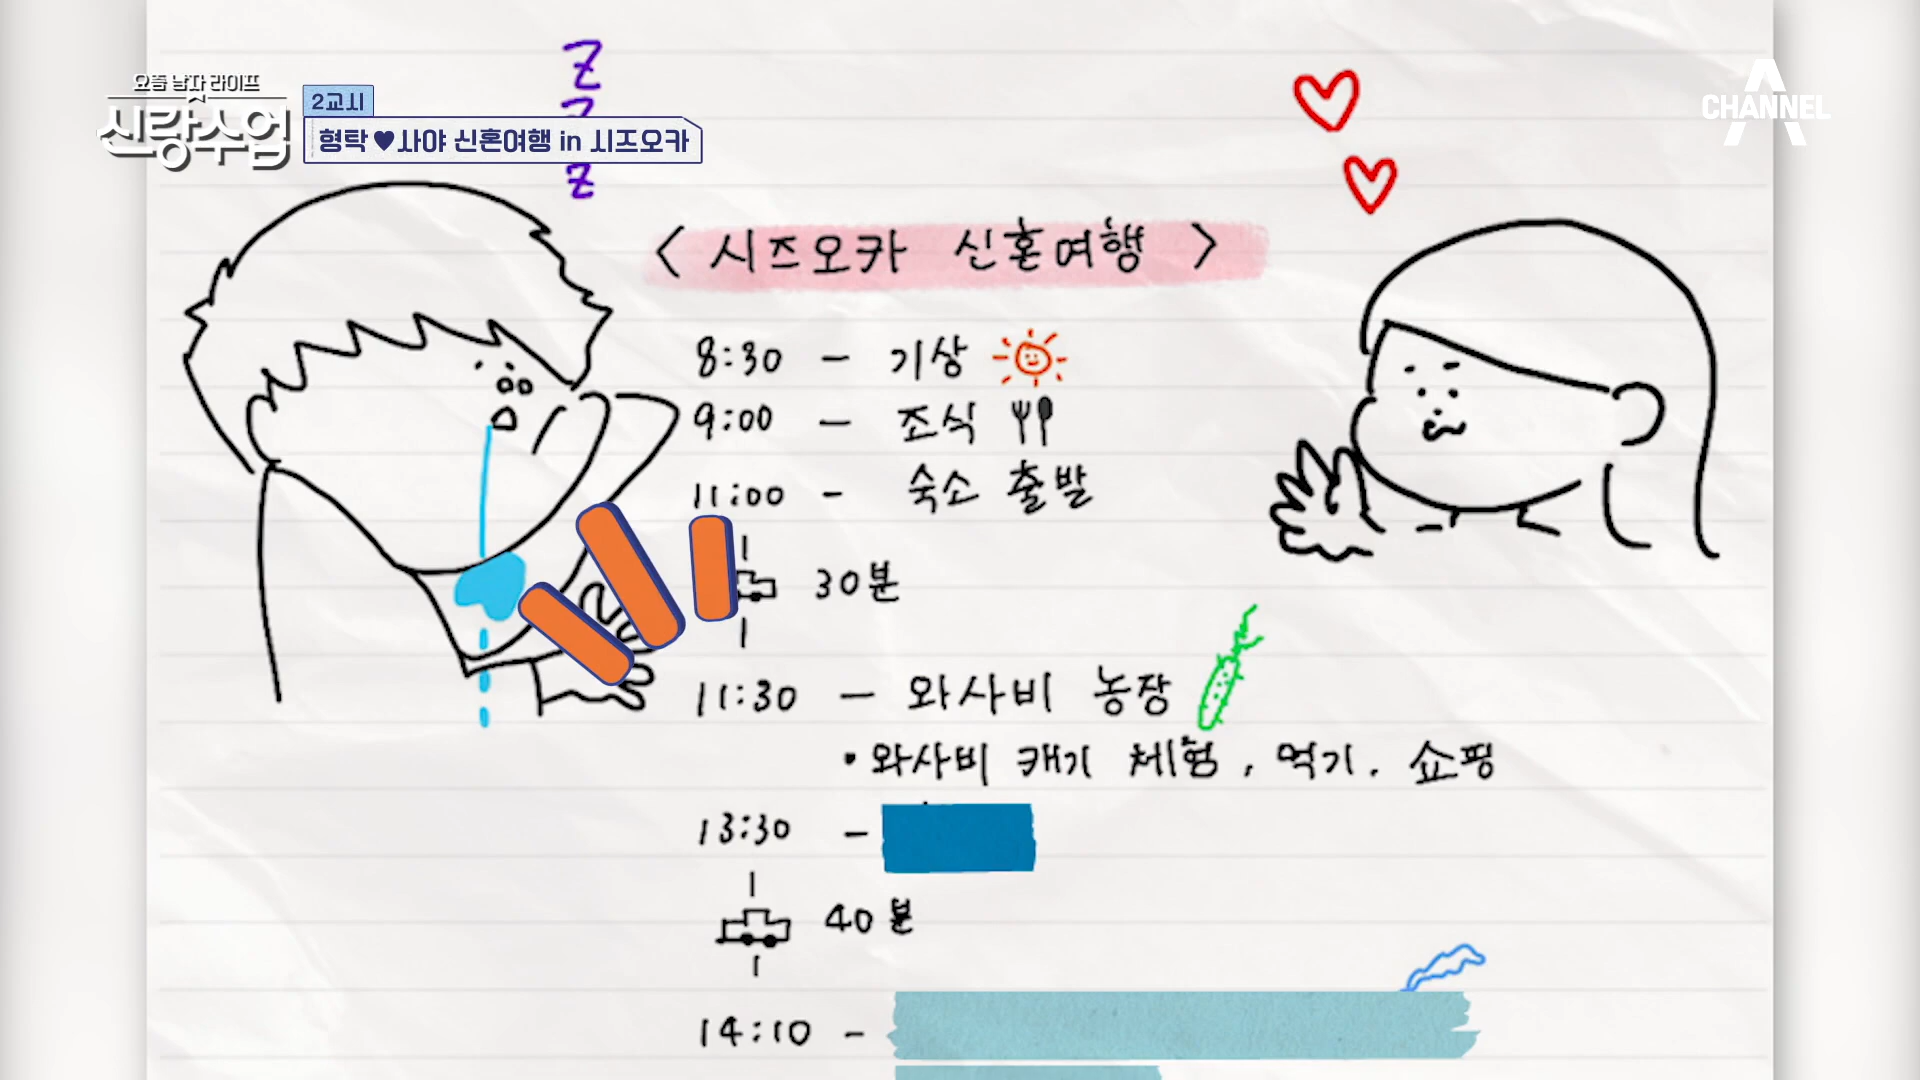 요즘 남자 라이프
신랑수업
2교시
형탁♥사야 신혼여행 in 시즈오카
CHANNEL A
Z
Z
Z
< 시즈오카 신혼여행 >
8:30 - 기상
9:00 - 조식
11:00 - 숙소 출발
30분
11:30 - 와사비 농장
• 와사비 캐기 체험, 먹기. 쇼핑
13:30 -
40분
14:10 -